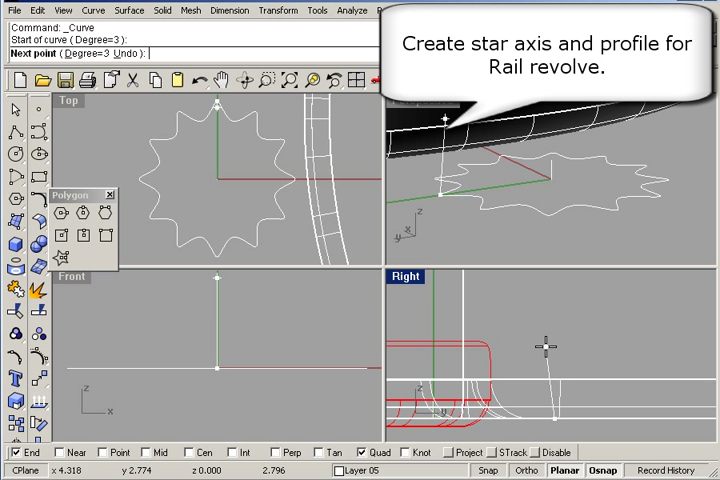 File Edit View Curve Surface Solid Mesh Dimension Transform Tools Analyze
Command: _Curve
Start of curve ( Degree=3 ) :
Next point ( Degree=3 Undo ):
Create star axis and profile for
Rail revolve.
Top
Polygon
z
x
y
Front
z
x
Right
z
y
End Near Point Mid Cen Int Perp Tan Quad Knot Project STrack Disable
CPlane x 4.318 y 2.774 z 0.000 2.796 Layer 05 Snap Ortho Planar Osnap Record History